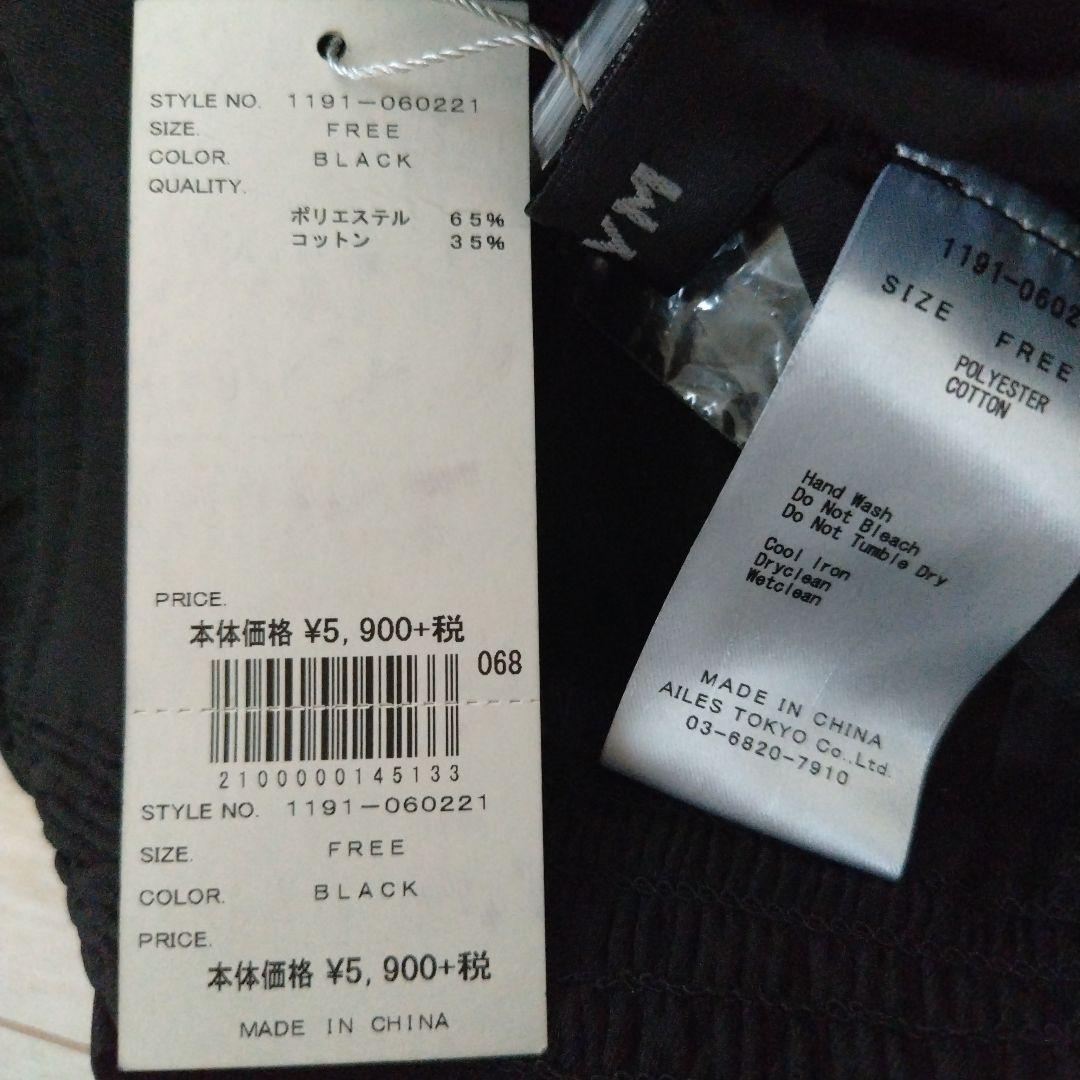 STYLE NO. 1191-060221
SIZE. FREE
COLOR. BLACK
QUALITY.
ポリエステル 65%
コットン 35%
PRICE.
本体価格 ¥5,900+税
068
2100000145133
STYLE NO. 1191-060221
SIZE. FREE
COLOR. BLACK
PRICE.
本体価格 ¥5,900+税
MADE IN CHINA
1191-0602
SIZE FREE
POLYESTER
COTTON
Hand Wash
Do Not Bleach
Do Not Tumble Dry
Cool Iron
Dryclean
Wetclean
MADE IN CHINA
AILES TOKYO Co.,Ltd.
03-6820-7910